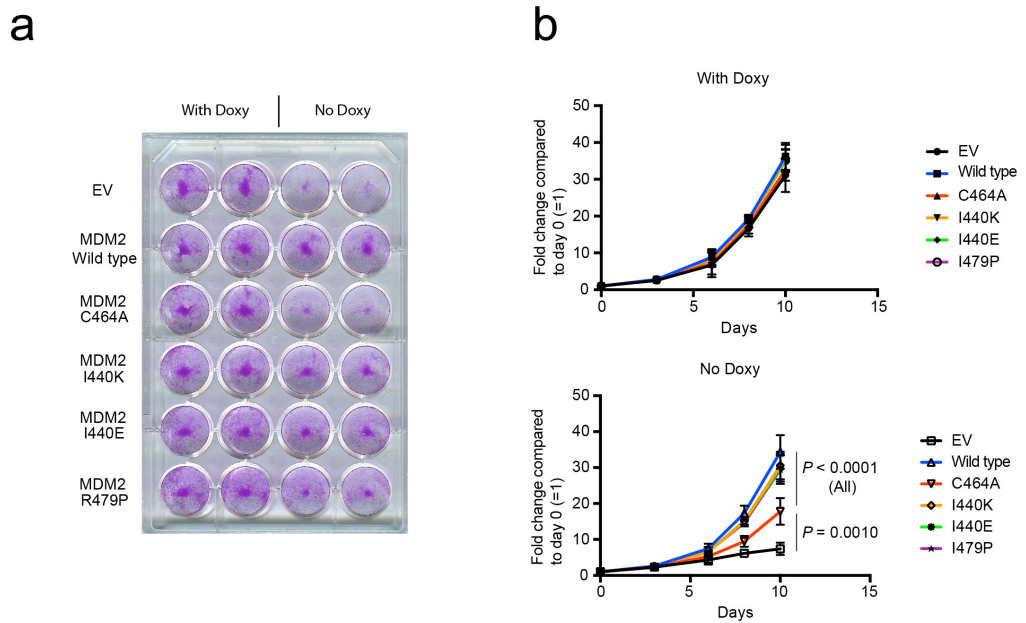 a
With Doxy
No Doxy
EV
MDM2
Wild type
MDM2
C464A
MDM2
I440K
MDM2
I440E
MDM2
R479P
b
With Doxy
Fold change compared
to day 0 (=1)
50
40
30
20
10
0
0
5
10
15
Days
EV
Wild type
C464A
I440K
I440E
I479P
No Doxy
Fold change compared
to day 0 (=1)
50
40
30
20
10
0
0
5
10
15
Days
P < 0.0001
(All)
P = 0.0010
EV
Wild type
C464A
I440K
I440E
I479P